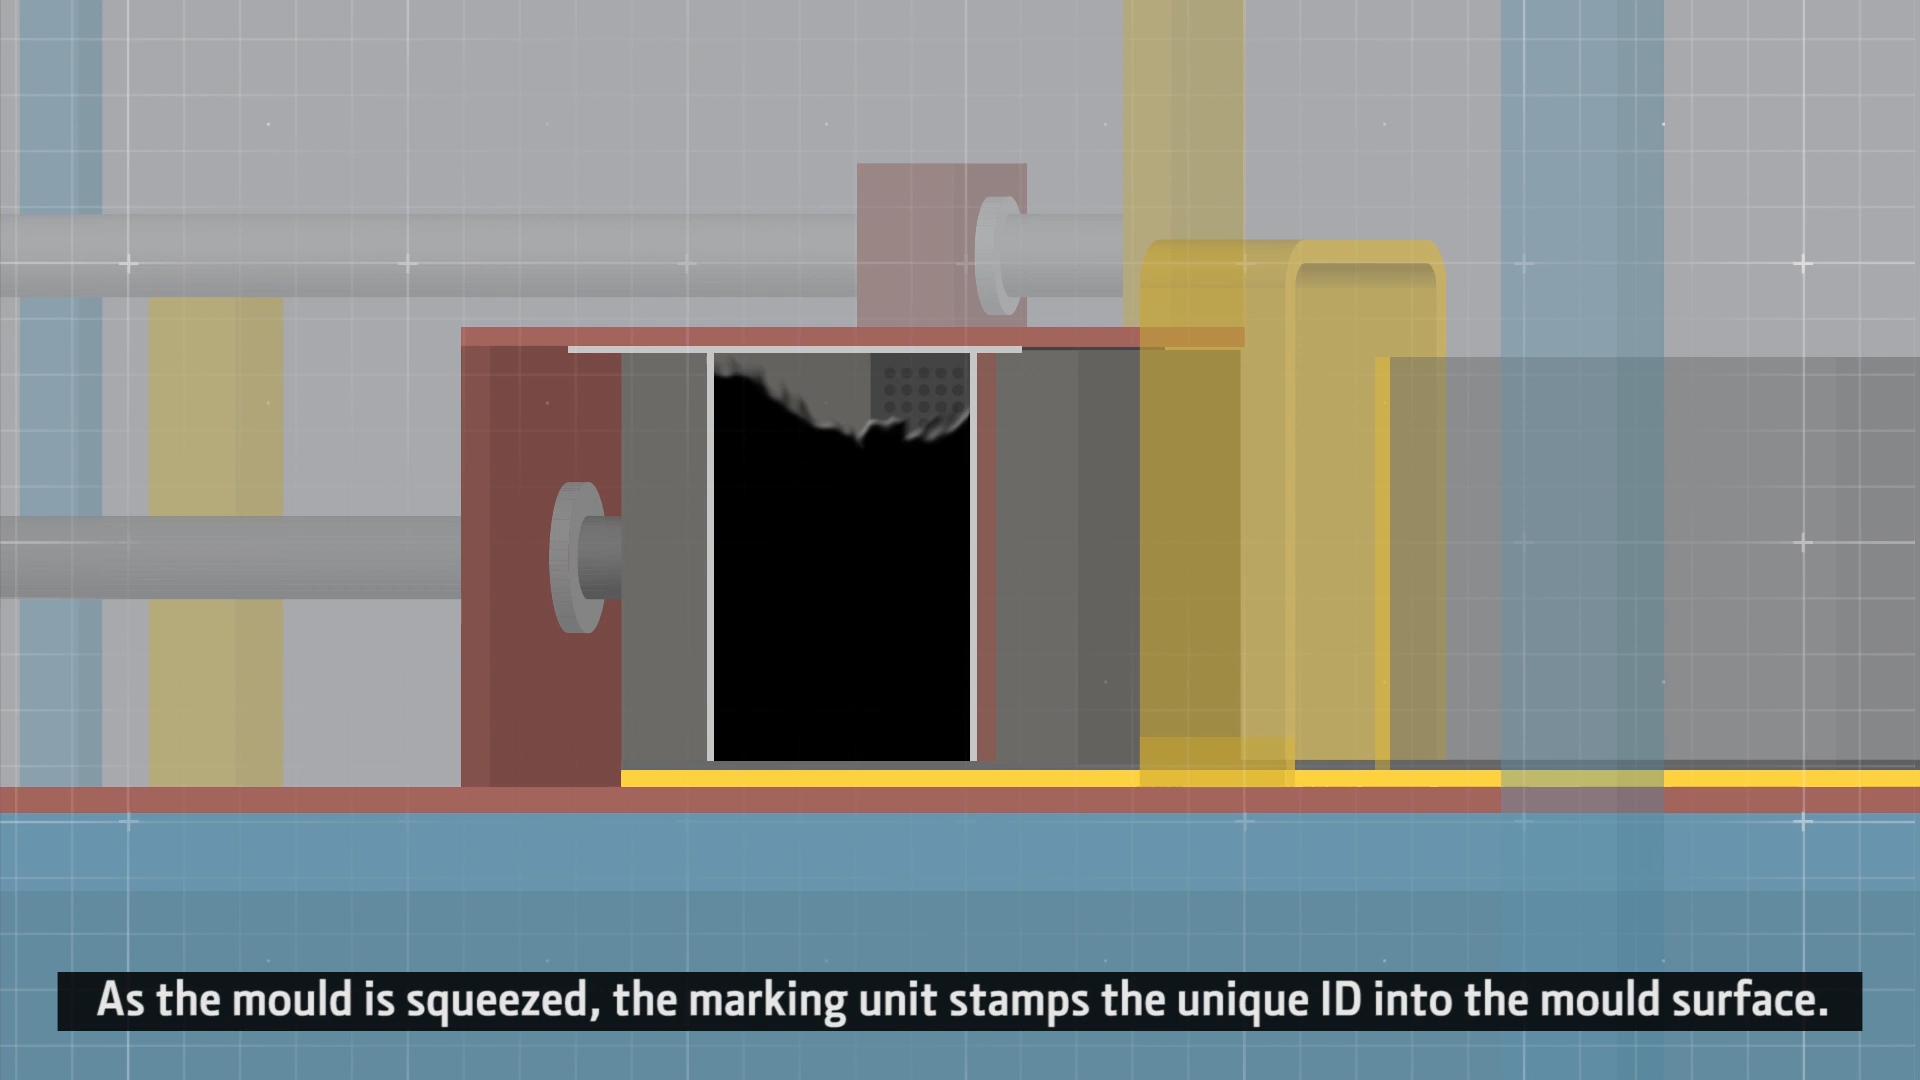 As the mould is squeezed, the marking unit stamps the unique ID into the mould surface.